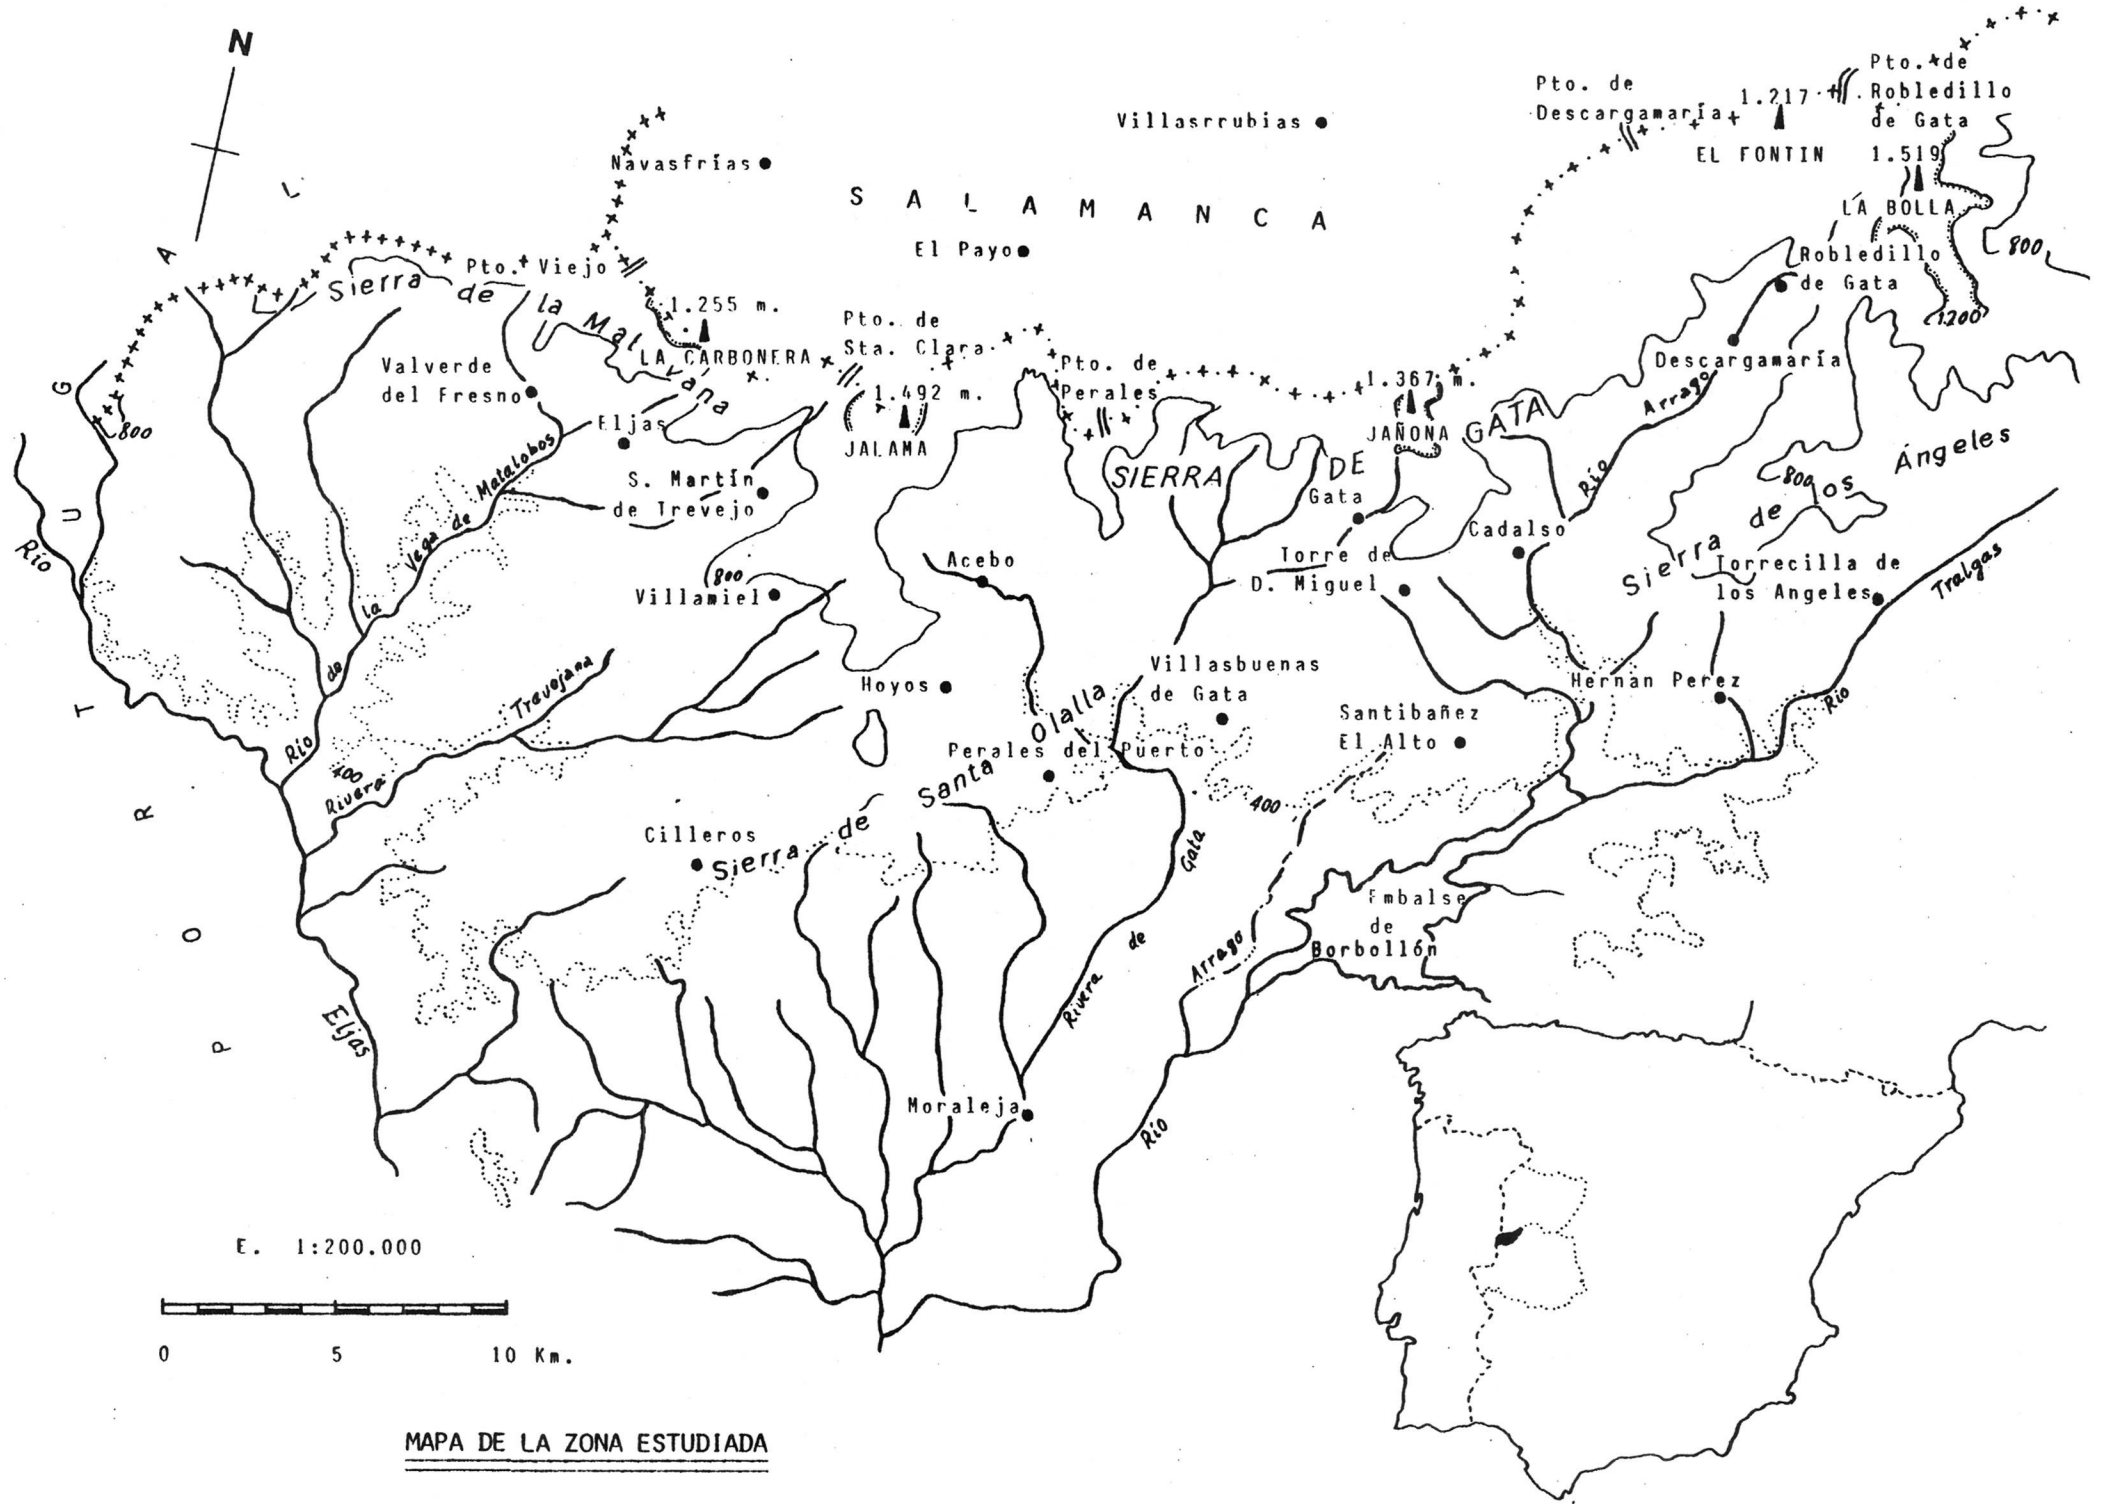 N
PORTUGAL
Navasfrías
Villasrrubias
SALAMANCA
El Payo
Pto. de
Descargamaría
1.217
EL FONTIN
Pto. de
Robledillo
de Gata
1.519
LA BOLLA
800
Robledillo
de Gata
1200
Descargamaría
Pto. Viejo
Sierra de la Malvana
1.255 m.
LA CARBONERA
Pto. de
Sta. Clara
1.492 m.
JALAMA
Pto. de
Perales
1.367 m.
JAÑONA
SIERRA DE GATA
Valverde
del Fresno
Eljas
S. Martín
de Trevejo
800
Río
Vega de Matalobos
800
Villamiel
Acebo
Gata
Torre de
D. Miguel
Cadalso
Río Arrago
800
Sierra de los Ángeles
Torrecilla de
los Angeles
Río Tralgas
Hernan Perez
Hoyos
Villasbuenas
de Gata
Santibañez
El Alto
Perales del Puerto
Río de la
400
Rivera Trevejana
400
Cilleros
Sierra de Santa Olalla
Rivera de Gata
Embalse
de
Borbollón
Arrago
Río
Eljas
Moraleja
E. 1:200.000
0 5 10 Km.
MAPA DE LA ZONA ESTUDIADA